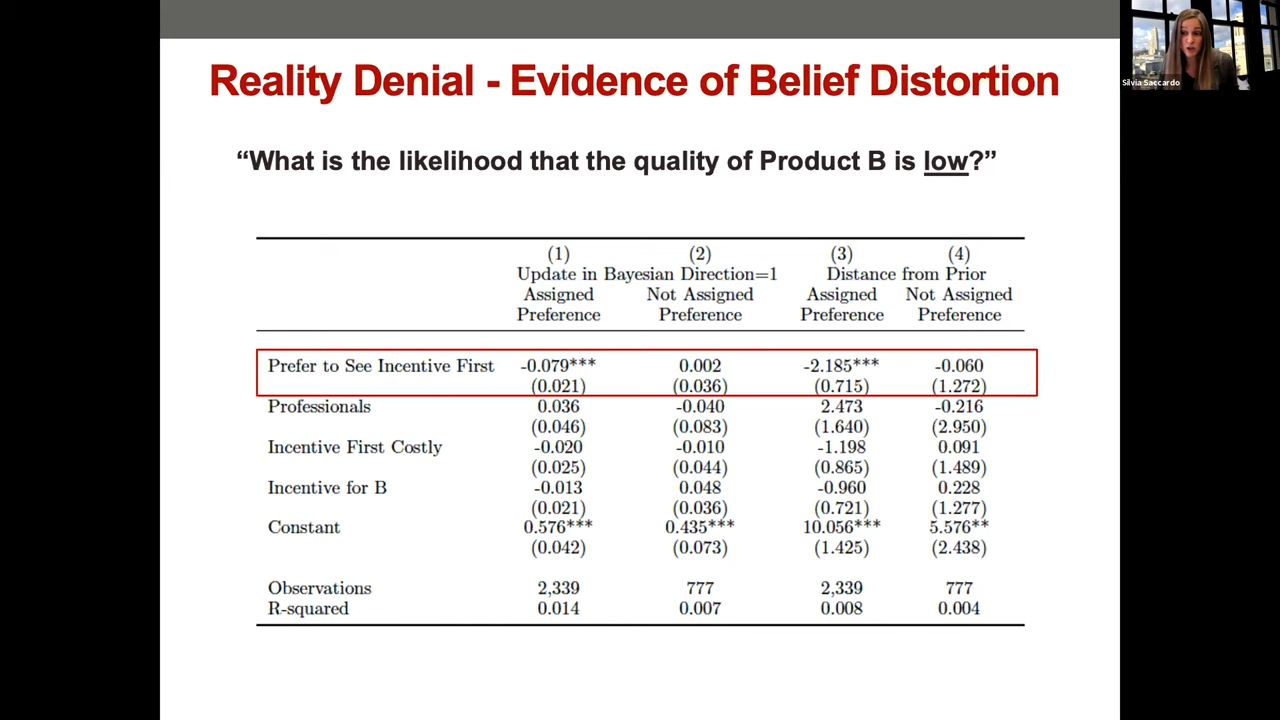 Reality Denial - Evidence of Belief Distortion
Silvia Saccardo
“What is the likelihood that the quality of Product B is low?”
(1) (2) (3) (4)
Update in Bayesian Direction=1 Distance from Prior
Assigned Not Assigned Assigned Not Assigned
Preference Preference Preference Preference
Prefer to See Incentive First -0.079*** 0.002 -2.185*** -0.060
(0.021) (0.036) (0.715) (1.272)
Professionals 0.036 -0.040 2.473 -0.216
(0.046) (0.083) (1.640) (2.950)
Incentive First Costly -0.020 -0.010 -1.198 0.091
(0.025) (0.044) (0.865) (1.489)
Incentive for B -0.013 0.048 -0.960 0.228
(0.021) (0.036) (0.721) (1.277)
Constant 0.576*** 0.435*** 10.056*** 5.576**
(0.042) (0.073) (1.425) (2.438)
Observations 2,339 777 2,339 777
R-squared 0.014 0.007 0.008 0.004